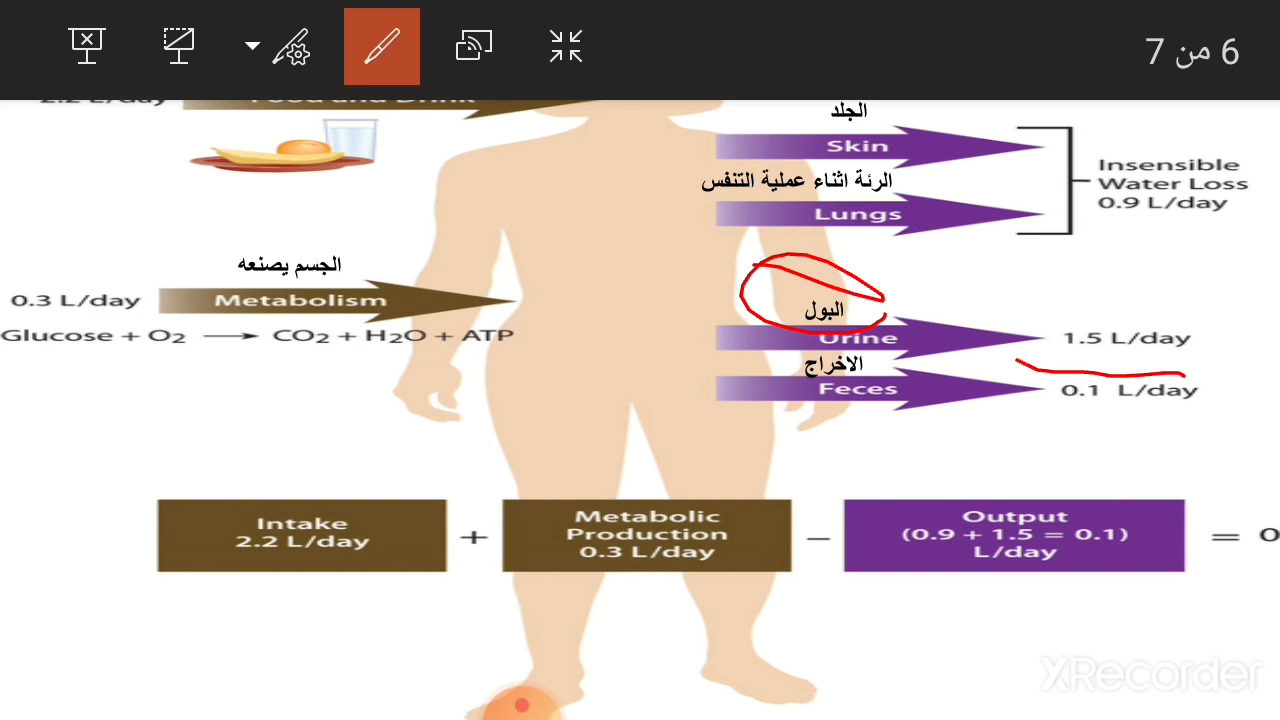 6 من 7
2.2 L/day
Food and Drink
الجلد
Skin
الرئة اثناء عملية التنفس
Lungs
Insensible
Water Loss
0.9 L/day
الجسم يصنعه
0.3 L/day
Metabolism
Glucose + O2 → CO2 + H2O + ATP
البول
Urine
1.5 L/day
الاخراج
Feces
0.1 L/day
Intake
2.2 L/day
+
Metabolic
Production
0.3 L/day
–
Output
(0.9 + 1.5 = 0.1)
L/day
= 0
XRecorder